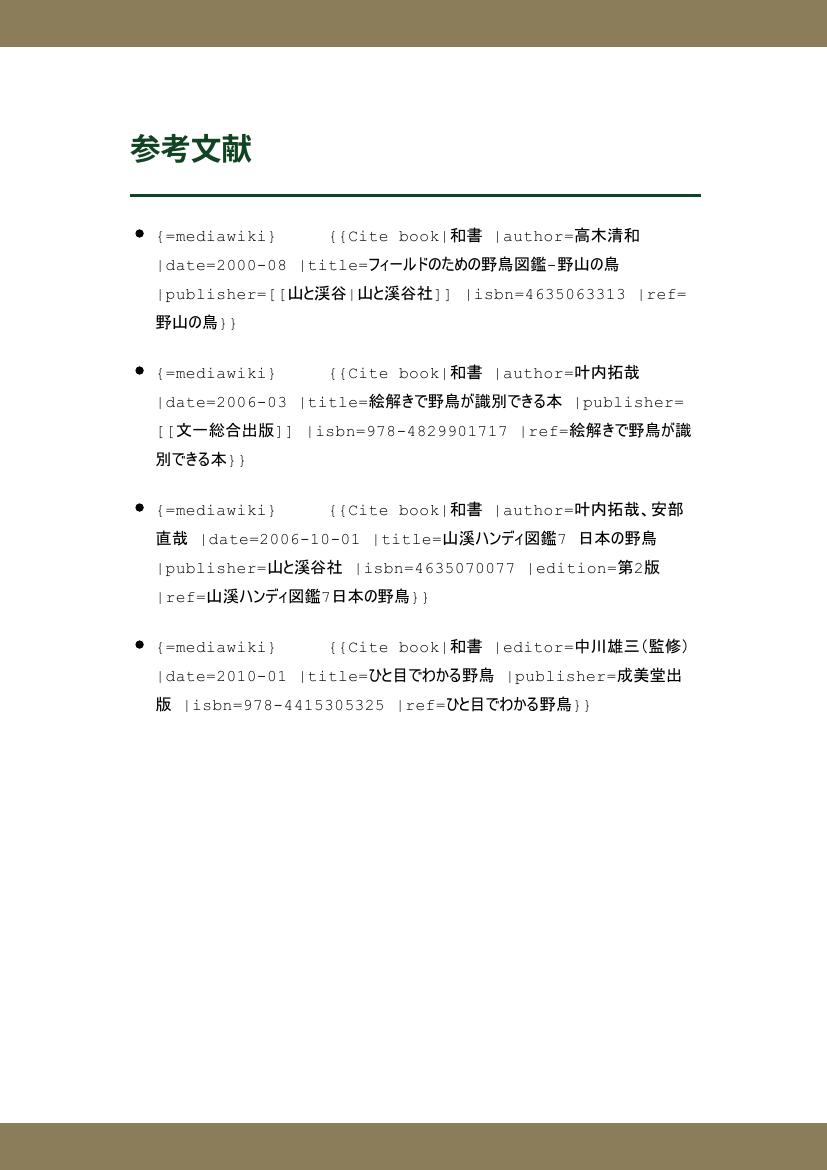 参考文献
• {=mediawiki} {{Cite book|和書 |author=高木清和
|date=2000-08 |title=フィールドのための野鳥図鑑-野山の鳥
|publisher=[[山と渓谷|山と渓谷社]] |isbn=4635063313 |ref=
野山の鳥}}
• {=mediawiki} {{Cite book|和書 |author=叶内拓哉
|date=2006-03 |title=絵解きで野鳥が識別できる本 |publisher=
[[文一総合出版]] |isbn=978-4829901717 |ref=絵解きで野鳥が識
別できる本}}
• {=mediawiki} {{Cite book|和書 |author=叶内拓哉、安部
直哉 |date=2006-10-01 |title=山溪ハンディ図鑑7 日本の野鳥
|publisher=山と溪谷社 |isbn=4635070077 |edition=第2版
|ref=山溪ハンディ図鑑7日本の野鳥}}
• {=mediawiki} {{Cite book|和書 |editor=中川雄三（監修）
|date=2010-01 |title=ひと目でわかる野鳥 |publisher=成美堂出
版 |isbn=978-4415305325 |ref=ひと目でわかる野鳥}}